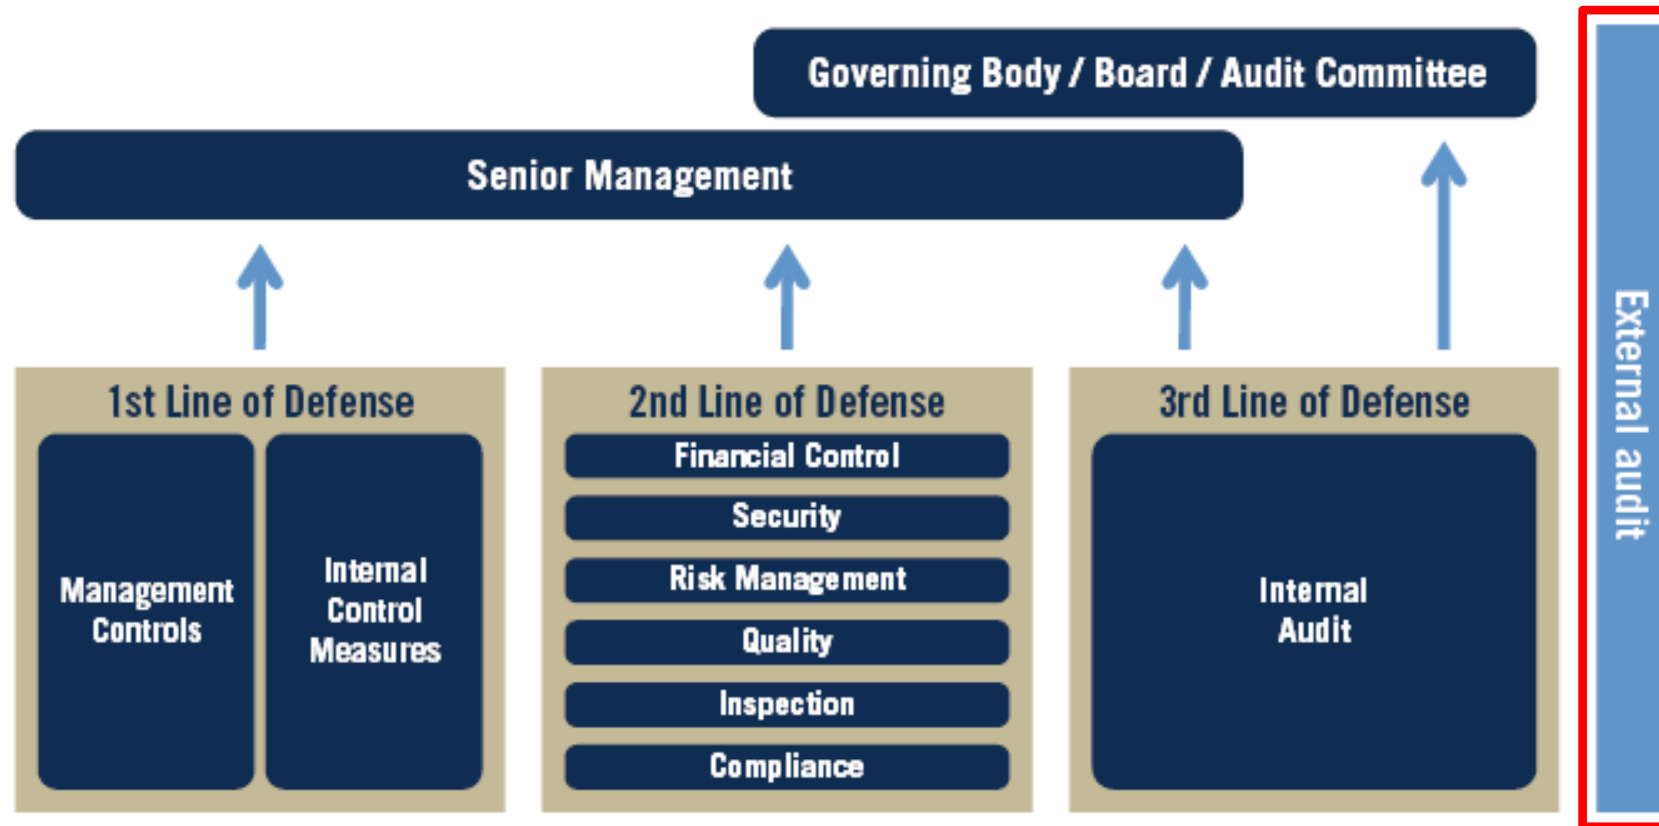 Governing Body / Board / Audit Committee
Senior Management
1st Line of Defense
Management
Controls
Internal
Control
Measures
2nd Line of Defense
Financial Control
Security
Risk Management
Quality
Inspection
Compliance
3rd Line of Defense
Internal
Audit
External audit